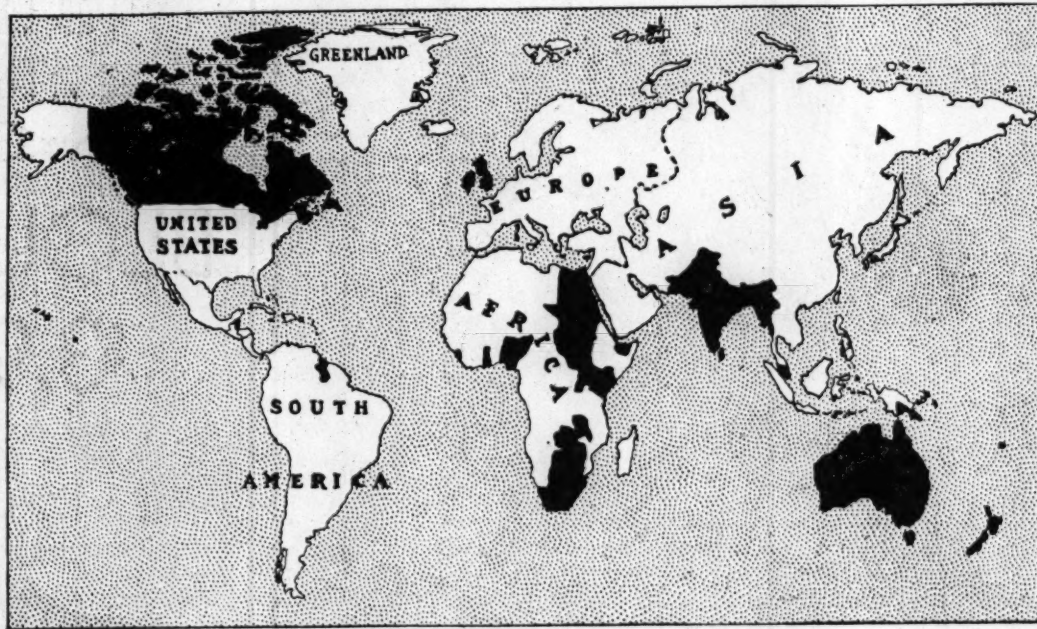 GREENLAND
UNITED
STATES
EUROPE
ASIA
AFRICA
SOUTH
AMERICA